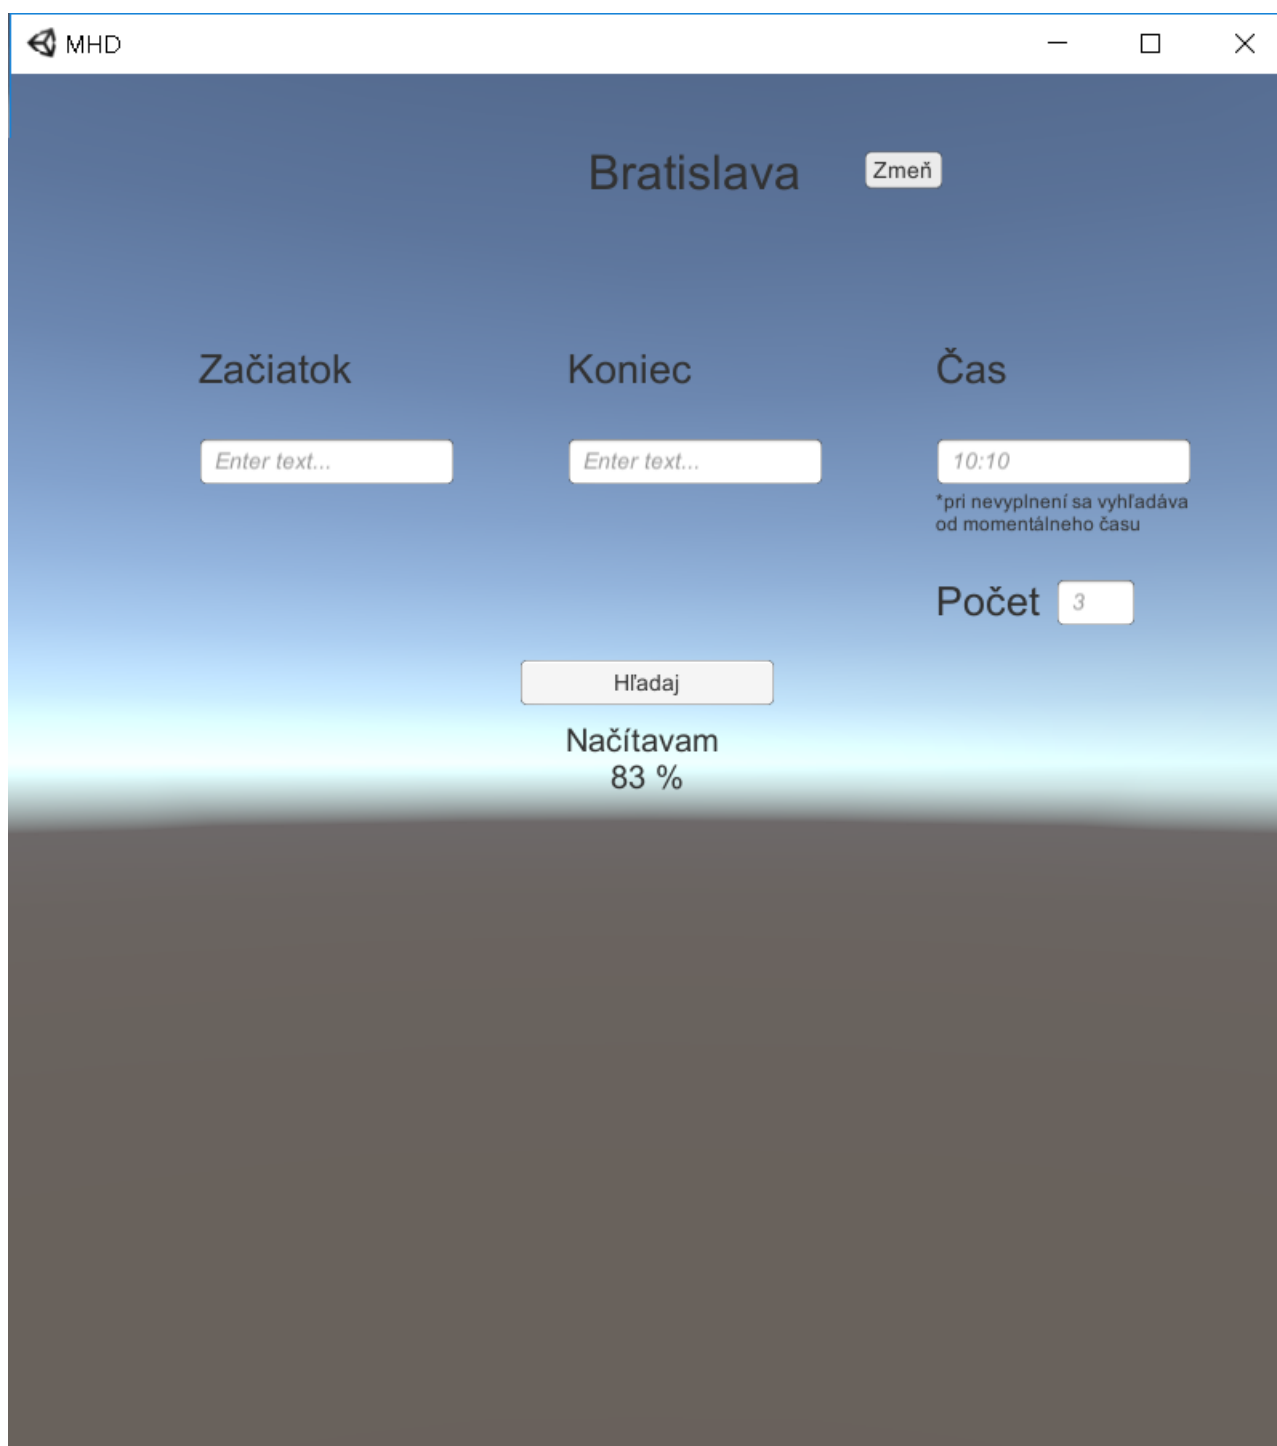 MHD
Bratislava
Zmeň
Začiatok
Koniec
Čas
Enter text...
Enter text...
10:10
*pri nevyplnení sa vyhľadáva
od momentálneho času
Počet
3
Hľadaj
Načítavam
83 %